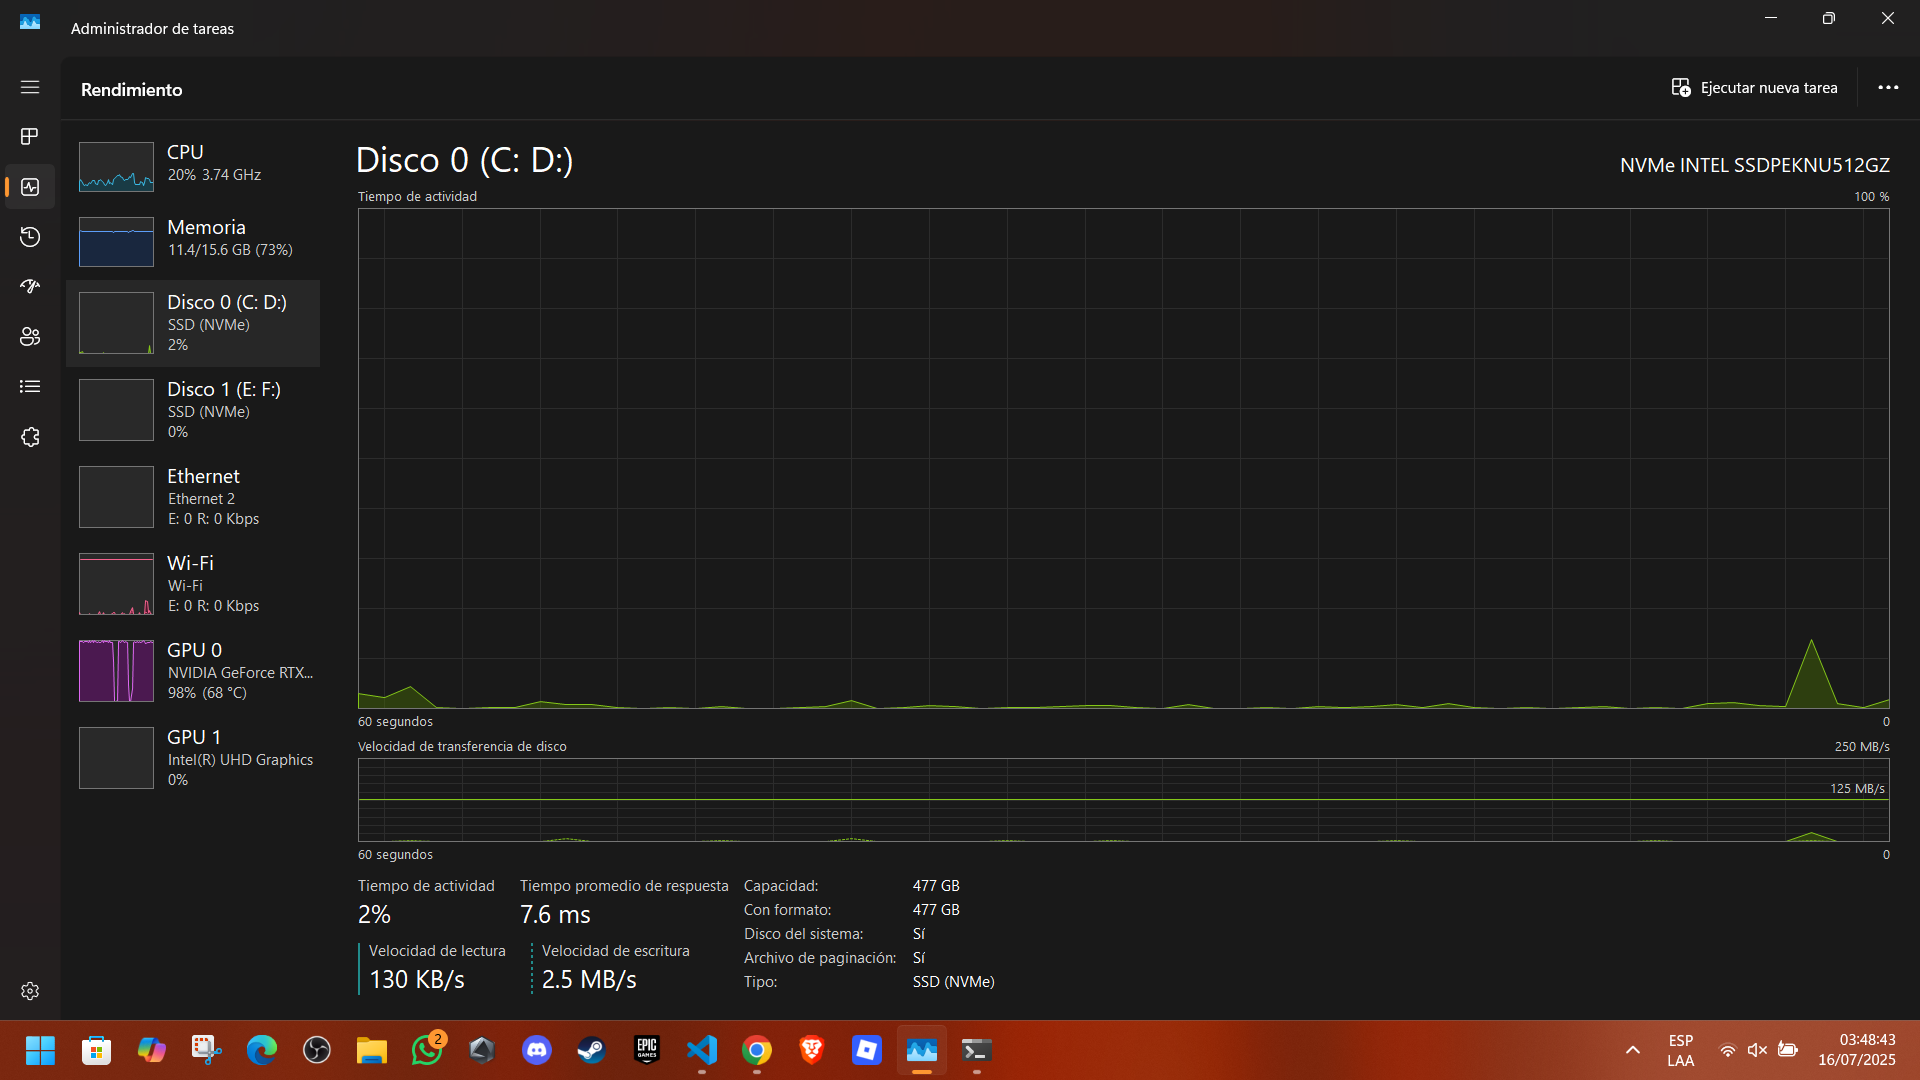 Administrador de tareas
Rendimiento
Ejecutar nueva tarea
CPU
20% 3.74 GHz
Memoria
11.4/15.6 GB (73%)
Disco 0 (C: D:)
SSD (NVMe)
2%
Disco 1 (E: F:)
SSD (NVMe)
0%
Ethernet
Ethernet 2
E: 0 R: 0 Kbps
Wi-Fi
Wi-Fi
E: 0 R: 0 Kbps
GPU 0
NVIDIA GeForce RTX...
98% (68 °C)
GPU 1
Intel(R) UHD Graphics
0%
Disco 0 (C: D:)
NVMe INTEL SSDPEKNU512GZ
Tiempo de actividad
100 %
60 segundos
0
Velocidad de transferencia de disco
250 MB/s
125 MB/s
60 segundos
0
Tiempo de actividad
2%
Tiempo promedio de respuesta
7.6 ms
Velocidad de lectura
130 KB/s
Velocidad de escritura
2.5 MB/s
Capacidad: 477 GB
Con formato: 477 GB
Disco del sistema: Sí
Archivo de paginación: Sí
Tipo: SSD (NVMe)
2
EPIC
GAMES
ESP
LAA
03:48:43
16/07/2025